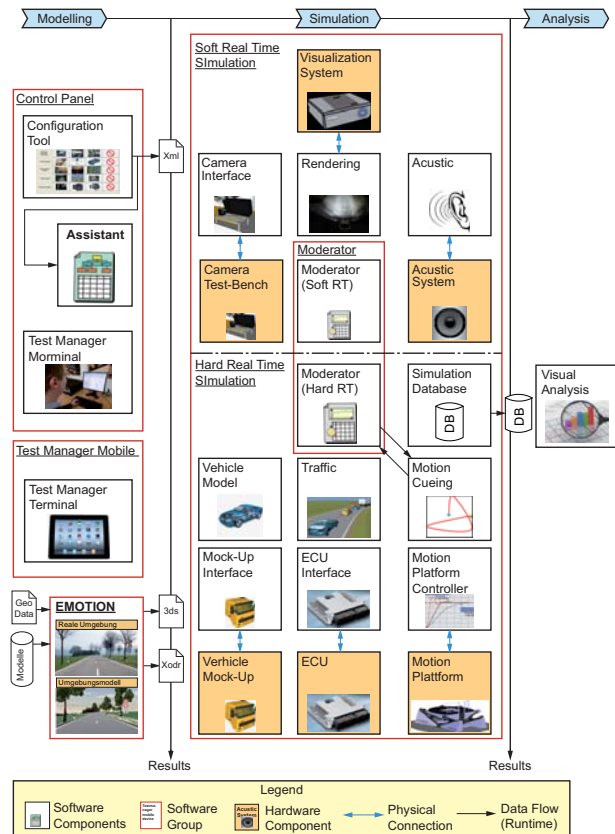 Modelling
Simulation
Analysis
Soft Real Time
SImulation
Visualization
System
Control Panel
Configuration
Tool
Xml
Camera
Interface
Rendering
Acustic
Assistant
Moderator
Camera
Test-Bench
Moderator
(Soft RT)
Acustic
System
Test Manager
Morminal
Hard Real Time
SImulation
Moderator
(Hard RT)
Simulation
Database
DB
DB
Visual
Analysis
Test Manager Mobile
Test Manager
Terminal
Vehicle
Model
Traffic
Motion
Cueing
Mock-Up
Interface
ECU
Interface
Motion
Platform
Controller
Geo
Data
EMOTION
Reale Umgebung
3ds
Modelle
Xodr
Umgebungsmodell
Verhicle
Mock-Up
ECU
Motion
Plattform
Results
Results
Legend
Software
Components
Software
Group
Acustic
System
Hardware
Component
Physical
Connection
Data Flow
(Runtime)